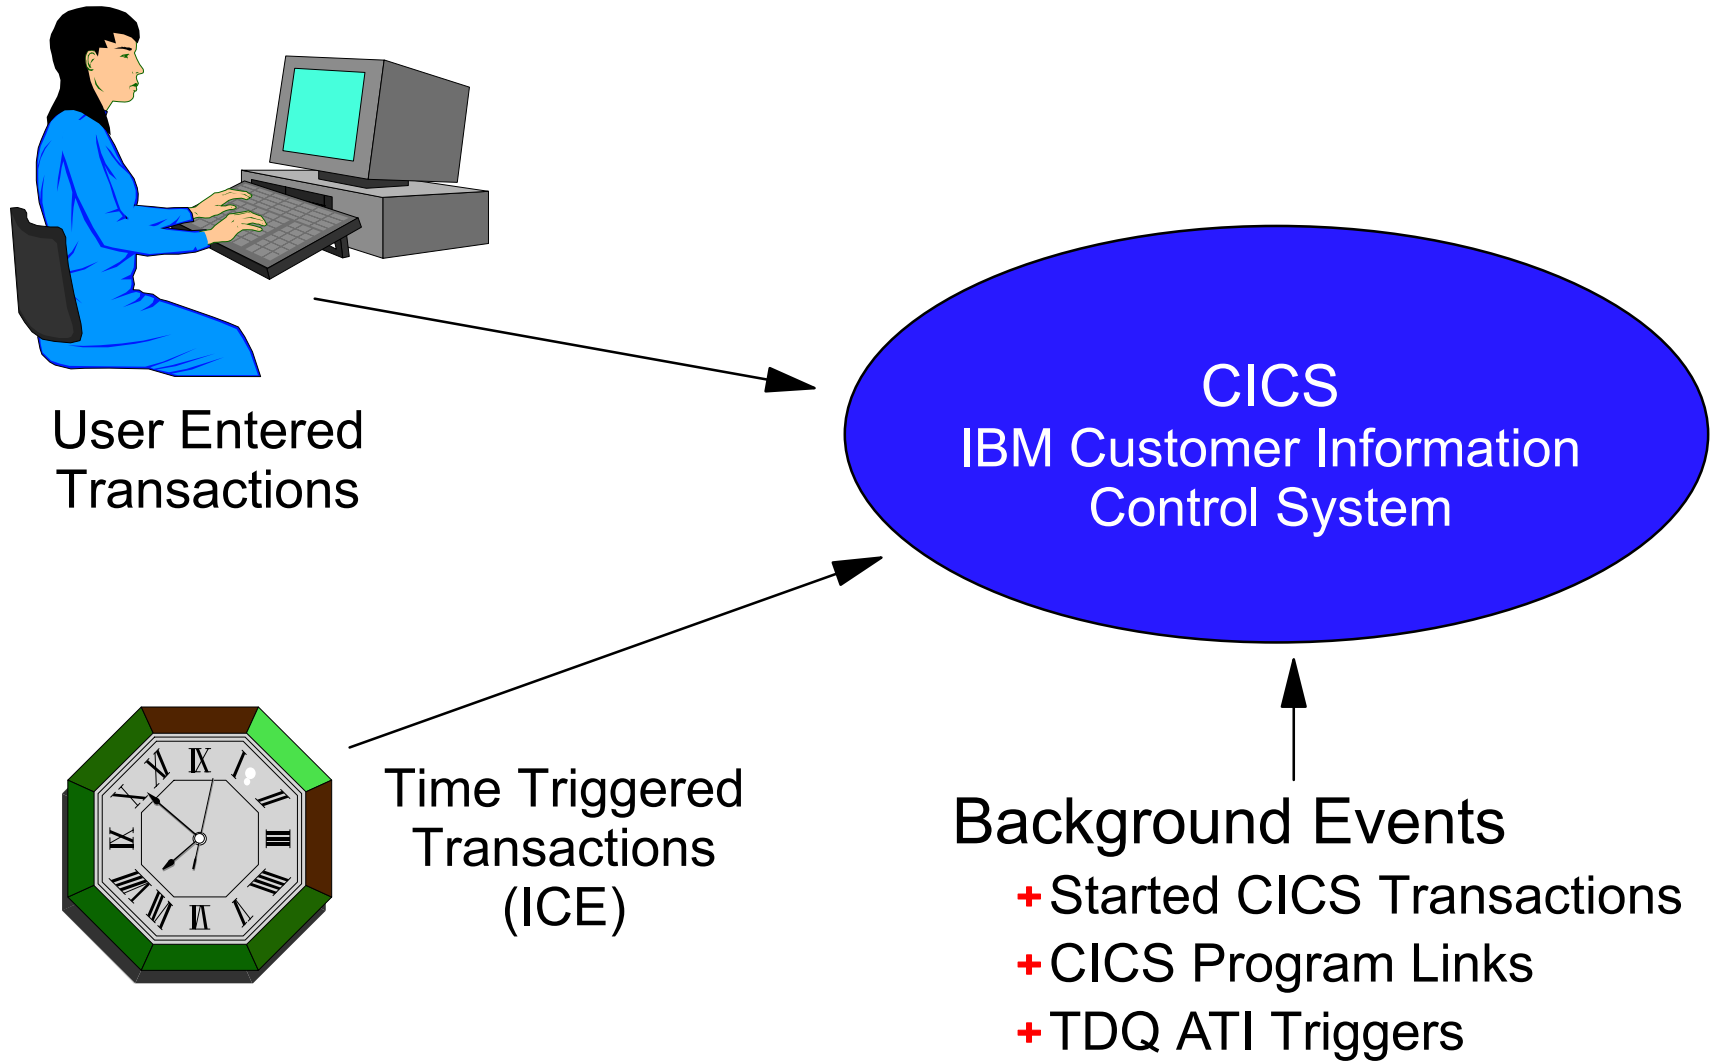 User Entered
Transactions
CICS
IBM Customer Information
Control System
Time Triggered
Transactions
(ICE)
Background Events
+Started CICS Transactions
+CICS Program Links
+TDQ ATI Triggers